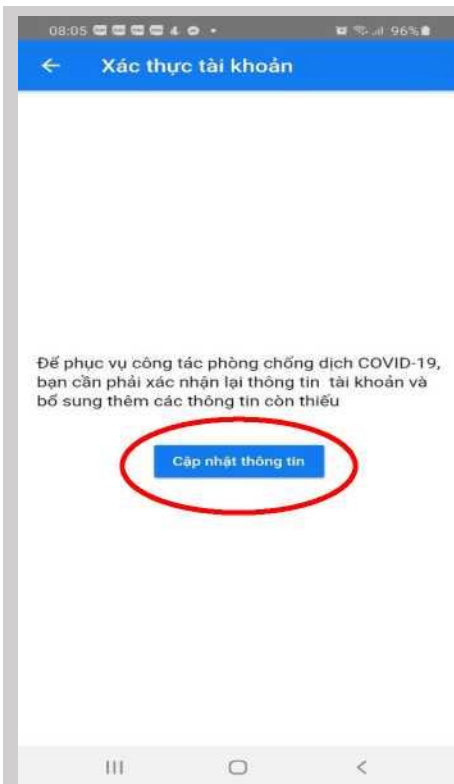 08:05
96%
Xác thực tài khoản
Để phục vụ công tác phòng chống dịch COVID-19,
bạn cần phải xác nhận lại thông tin tài khoản và
bổ sung thêm các thông tin còn thiếu
Cập nhật thông tin